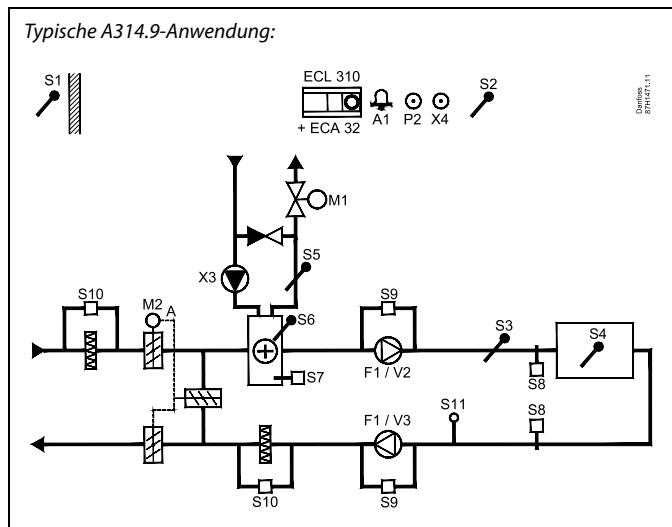 Typische A314.9-Anwendung:
S1
ECL 310
S2
+ ECA 32
A1
P2
X4
Danfoss
87H1471.11
M1
X3
S5
S10
M2
A
S6
S9
S7
F1 / V2
S3
S4
S8
S11
S8
F1 / V3
S10
S9